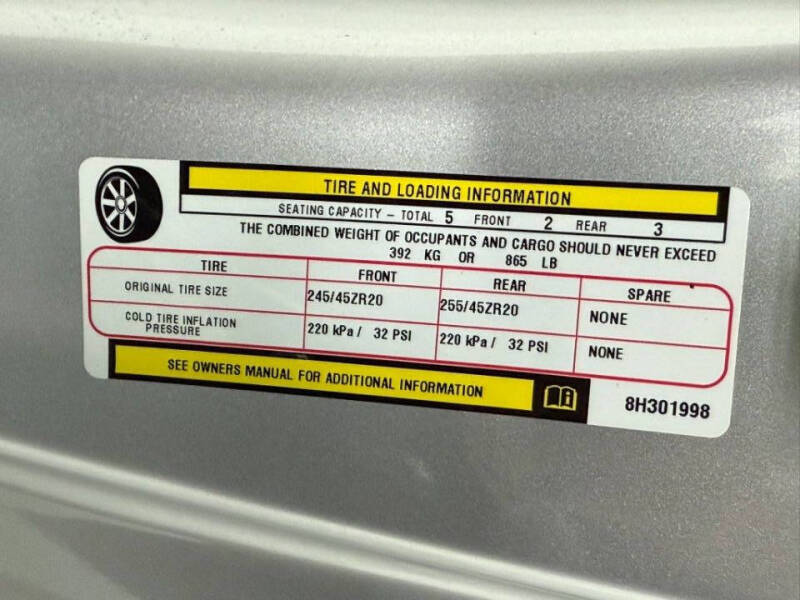 TIRE AND LOADING INFORMATION
SEATING CAPACITY – TOTAL 5 FRONT 2 REAR 3
THE COMBINED WEIGHT OF OCCUPANTS AND CARGO SHOULD NEVER EXCEED
392 KG OR 865 LB
TIRE FRONT REAR SPARE
ORIGINAL TIRE SIZE 245/45ZR20 255/45ZR20 NONE
COLD TIRE INFLATION PRESSURE 220 kPa / 32 PSI 220 kPa / 32 PSI NONE
SEE OWNERS MANUAL FOR ADDITIONAL INFORMATION
8H301998